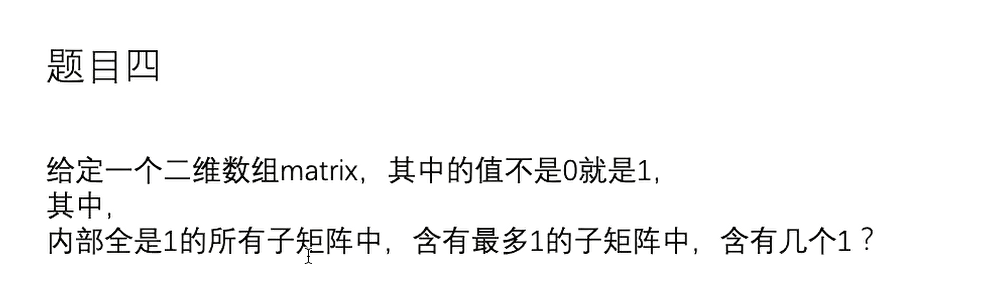 题目四
给定一个二维数组matrix，其中的值不是0就是1，
其中，
内部全是1的所有子矩阵中，含有最多1的子矩阵中，含有几个1？